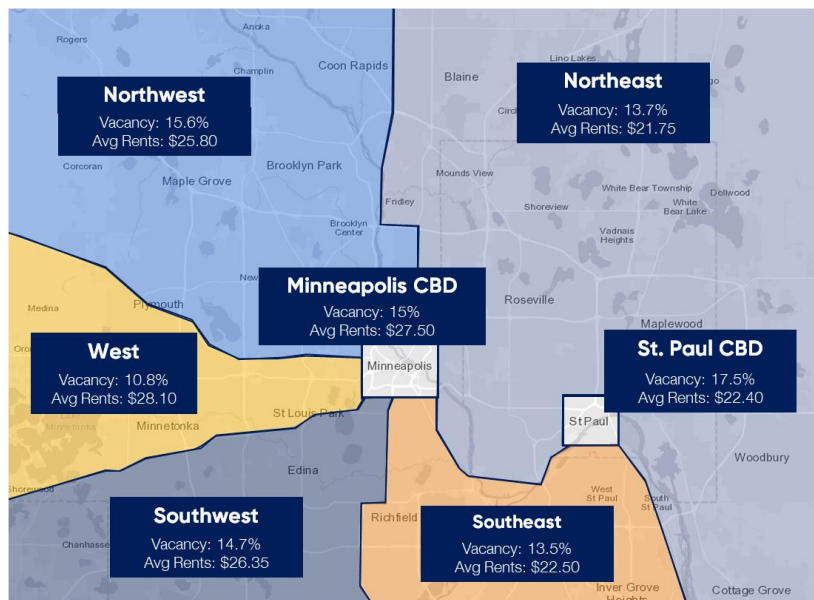 Anoka
Rogers
Champlin
Coon Rapids
Lino Lakes
Blaine
Northwest
Vacancy: 15.6%
Avg Rents: $25.80
Northeast
Vacancy: 13.7%
Avg Rents: $21.75
Corcoran
Brooklyn Park
Maple Grove
Mounds View
Fridley
White Bear Township
Dellwood
Shoreview
White
Bear Lake
Brooklyn
Center
Vadnais
Heights
Minneapolis CBD
Vacancy: 15%
Avg Rents: $27.50
Plymouth
Medina
Roseville
Maplewood
West
Vacancy: 10.8%
Avg Rents: $28.10
Minneapolis
St. Paul CBD
Vacancy: 17.5%
Avg Rents: $22.40
St Louis Park
Minnetonka
Lake
Minnetonka
St Paul
Edina
Woodbury
Shorewood
West
St Paul
South
St Paul
Southwest
Vacancy: 14.7%
Avg Rents: $26.35
Richfield
Southeast
Vacancy: 13.5%
Avg Rents: $22.50
Inver Grove
Heights
Cottage Grove